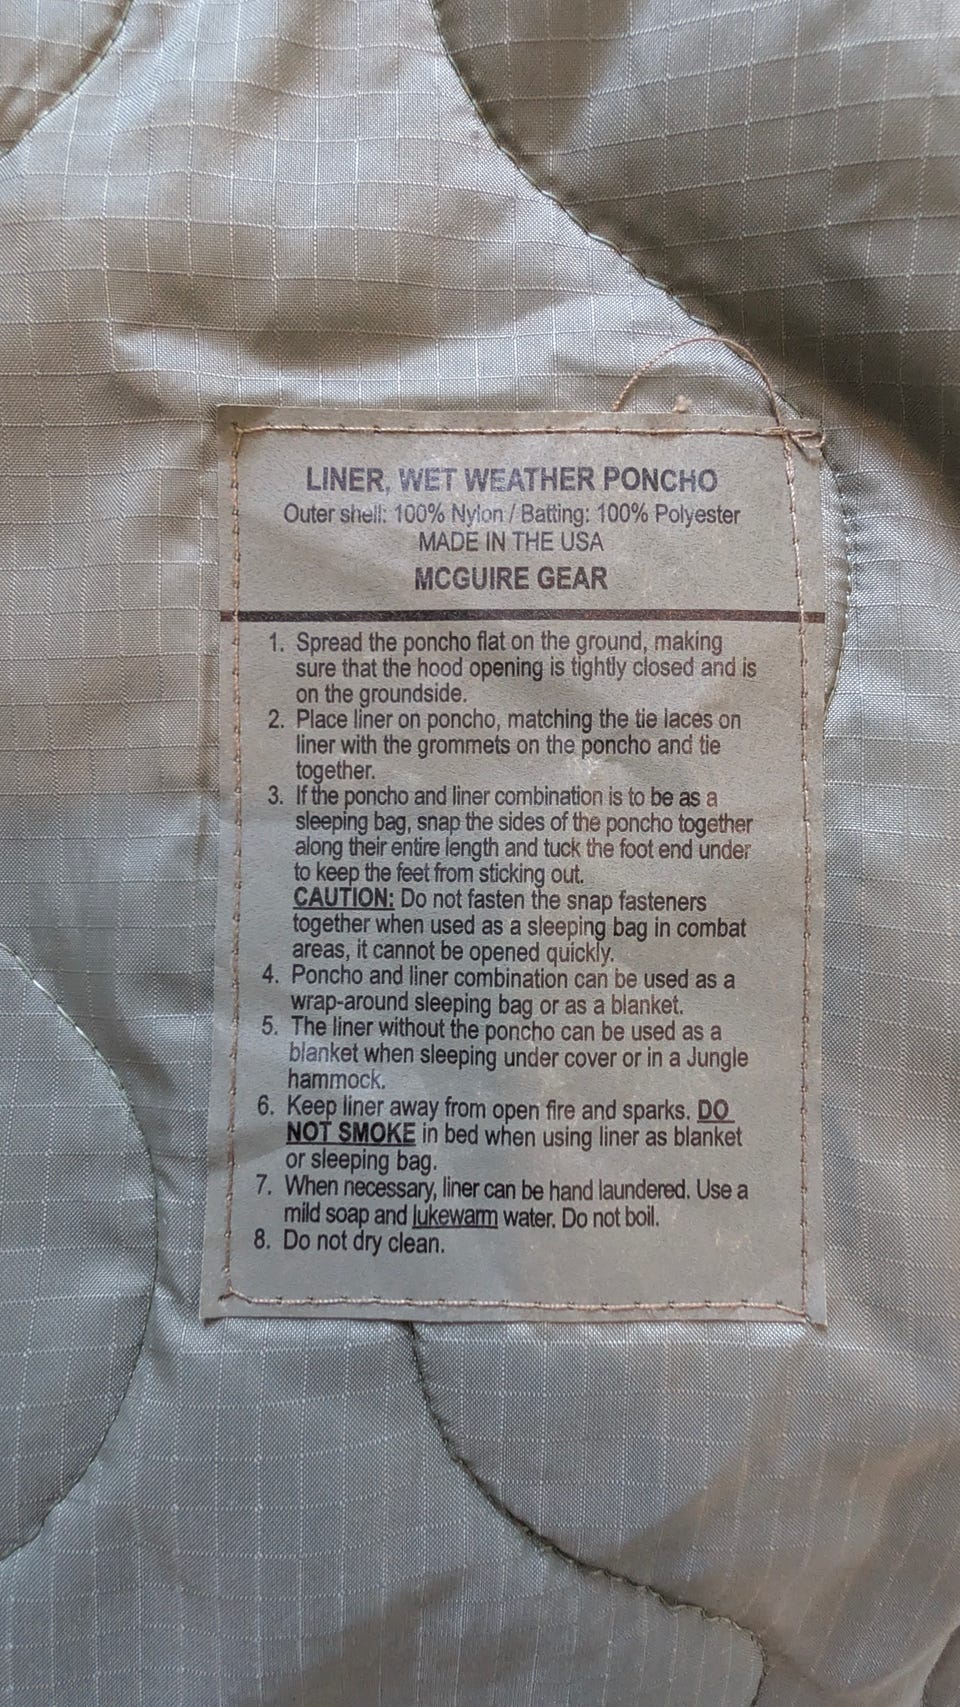 LINER, WET WEATHER PONCHO
Outer shell: 100% Nylon / Batting: 100% Polyester
MADE IN THE USA
MCGUIRE GEAR
1. Spread the poncho flat on the ground, making
sure that the hood opening is tightly closed and is
on the groundside.
2. Place liner on poncho, matching the tie laces on
liner with the grommets on the poncho and tie
together.
3. If the poncho and liner combination is to be as a
sleeping bag, snap the sides of the poncho together
along their entire length and tuck the foot end under
to keep the feet from sticking out.
CAUTION: Do not fasten the snap fasteners
together when used as a sleeping bag in combat
areas, it cannot be opened quickly.
4. Poncho and liner combination can be used as a
wrap-around sleeping bag or as a blanket.
5. The liner without the poncho can be used as a
blanket when sleeping under cover or in a Jungle
hammock.
6. Keep liner away from open fire and sparks. DO
NOT SMOKE in bed when using liner as blanket
or sleeping bag.
7. When necessary, liner can be hand laundered. Use a
mild soap and lukewarm water. Do not boil.
8. Do not dry clean.